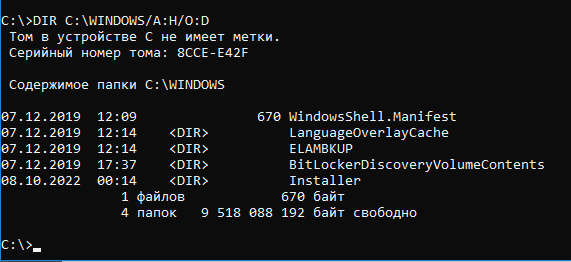 C:\>DIR C:\WINDOWS/A:H/O:D
Том в устройстве C не имеет метки.
Серийный номер тома: 8CCE-E42F
Содержимое папки C:\WINDOWS
07.12.2019 12:09 670 WindowsShell.Manifest
07.12.2019 12:14 <DIR> LanguageOverlayCache
07.12.2019 12:14 <DIR> ELAMBKUP
07.12.2019 17:37 <DIR> BitLockerDiscoveryVolumeContents
08.10.2022 00:14 <DIR> Installer
1 файлов 670 байт
4 папок 9 518 088 192 байт свободно
C:\>